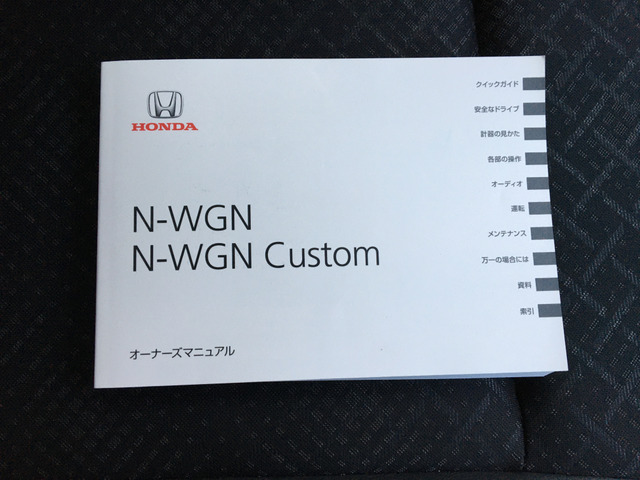 HONDA
N-WGN
N-WGN Custom
オーナーズマニュアル
クイックガイド
安全なドライブ
計器の見かた
各部の操作
オーディオ
運転
メンテナンス
万一の場合には
資料
索引